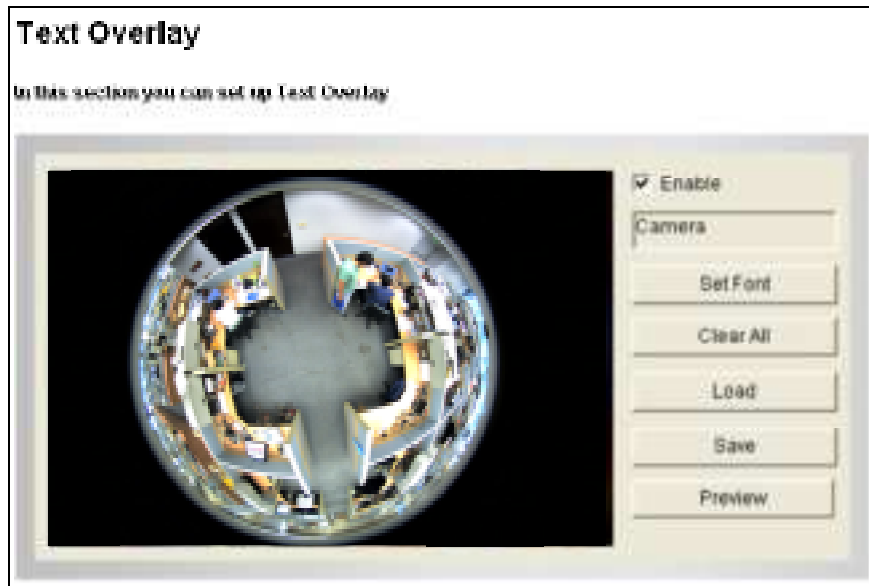 Text Overlay
In this section you can set up Text Overlay
Enable
Camera
Set Font
Clear All
Load
Save
Preview